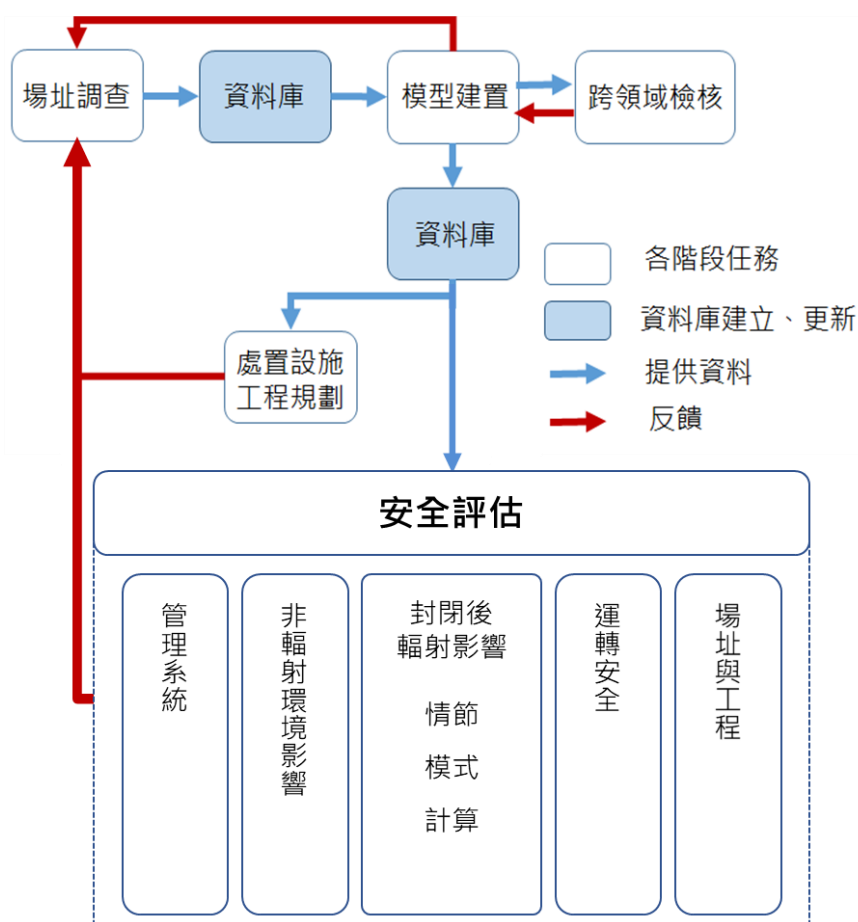 場址調查
資料庫
模型建置
跨領域檢核
資料庫
各階段任務
資料庫建立、更新
提供資料
反饋
處置設施
工程規劃
安全評估
管理系統
非輻射環境影響
封閉後
輻射影響
情節
模式
計算
運轉安全
場址與工程